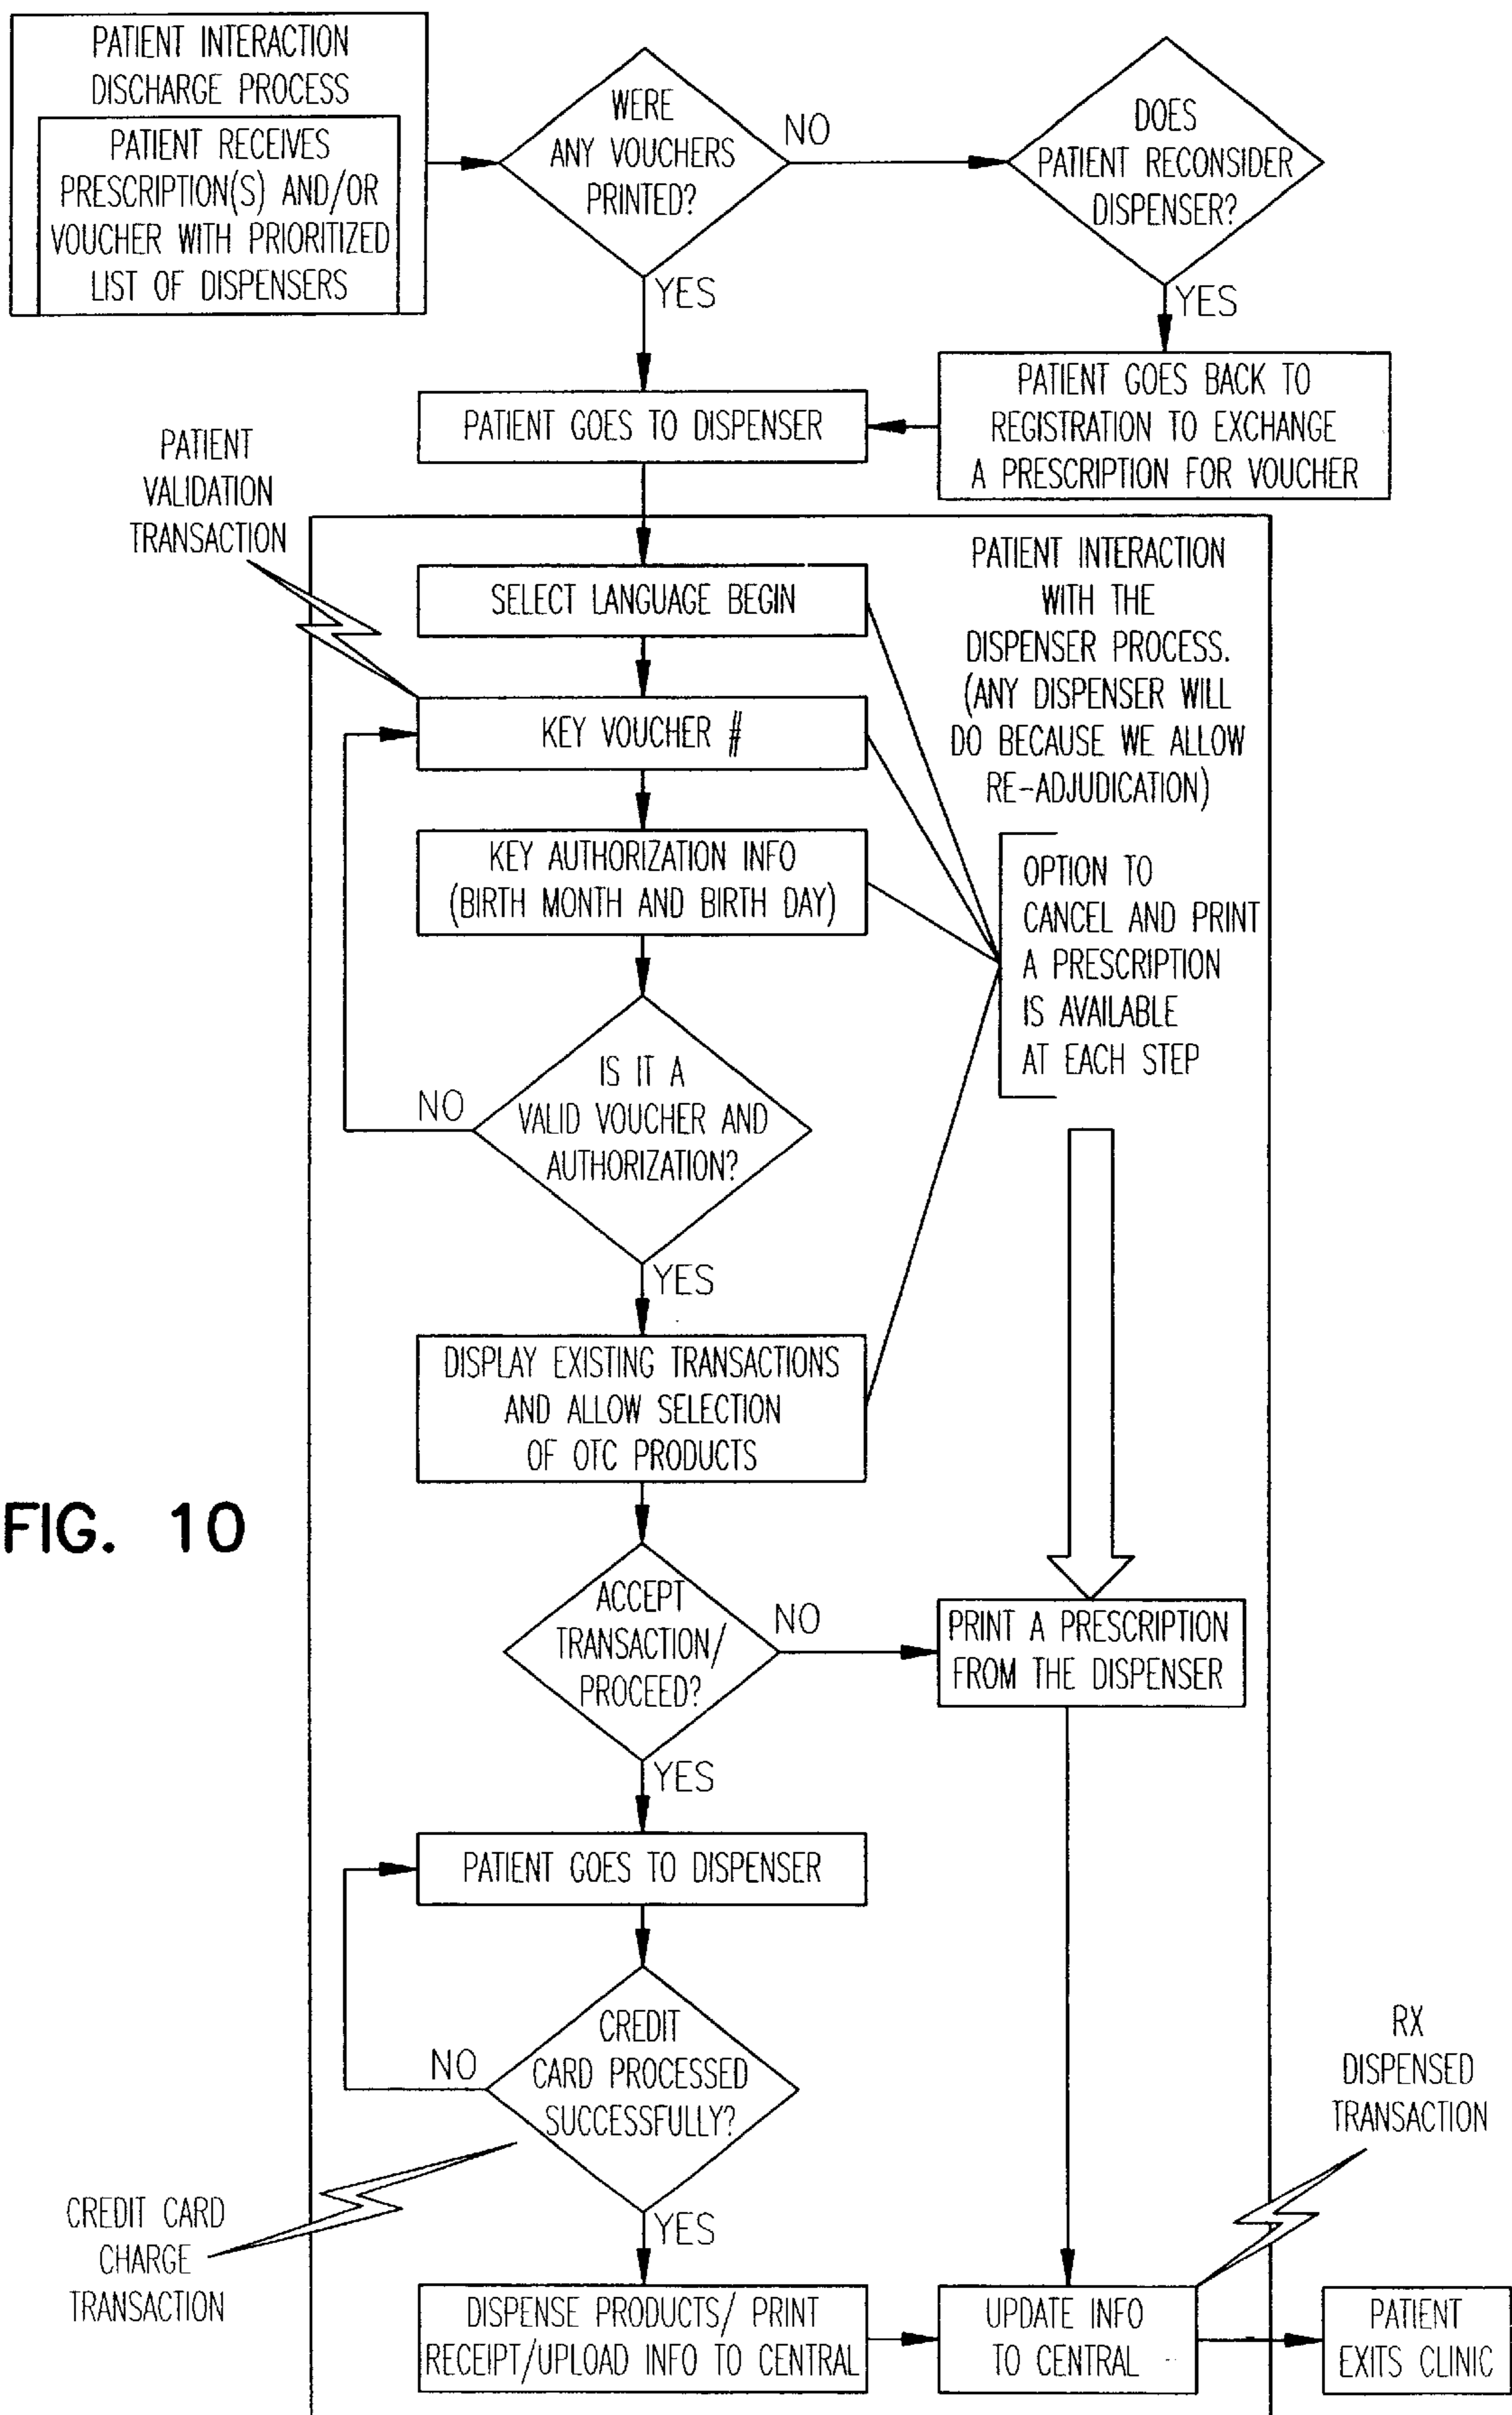 PATIENT INTERACTION
DISCHARGE PROCESS
PATIENT RECEIVES
PRESCRIPTION(S) AND/OR
VOUCHER WITH PRIORITIZED
LIST OF DISPENSERS
WERE
ANY VOUCHERS
PRINTED?
NO
DOES
PATIENT RECONSIDER
DISPENSER?
YES
YES
PATIENT GOES BACK TO
REGISTRATION TO EXCHANGE
A PRESCRIPTION FOR VOUCHER
PATIENT GOES TO DISPENSER
PATIENT
VALIDATION
TRANSACTION
SELECT LANGUAGE BEGIN
PATIENT INTERACTION
WITH THE
DISPENSER PROCESS.
(ANY DISPENSER WILL
DO BECAUSE WE ALLOW
RE-ADJUDICATION)
KEY VOUCHER #
KEY AUTHORIZATION INFO
(BIRTH MONTH AND BIRTH DAY)
OPTION TO
CANCEL AND PRINT
A PRESCRIPTION
IS AVAILABLE
AT EACH STEP
IS IT A
VALID VOUCHER AND
AUTHORIZATION?
NO
YES
DISPLAY EXISTING TRANSACTIONS
AND ALLOW SELECTION
OF OTC PRODUCTS
FIG. 10
ACCEPT
TRANSACTION/
PROCEED?
NO
PRINT A PRESCRIPTION
FROM THE DISPENSER
YES
PATIENT GOES TO DISPENSER
CREDIT
CARD PROCESSED
SUCCESSFULLY?
NO
YES
RX
DISPENSED
TRANSACTION
CREDIT CARD
CHARGE
TRANSACTION
DISPENSE PRODUCTS/ PRINT
RECEIPT/UPLOAD INFO TO CENTRAL
UPDATE INFO
TO CENTRAL
PATIENT
EXITS CLINIC